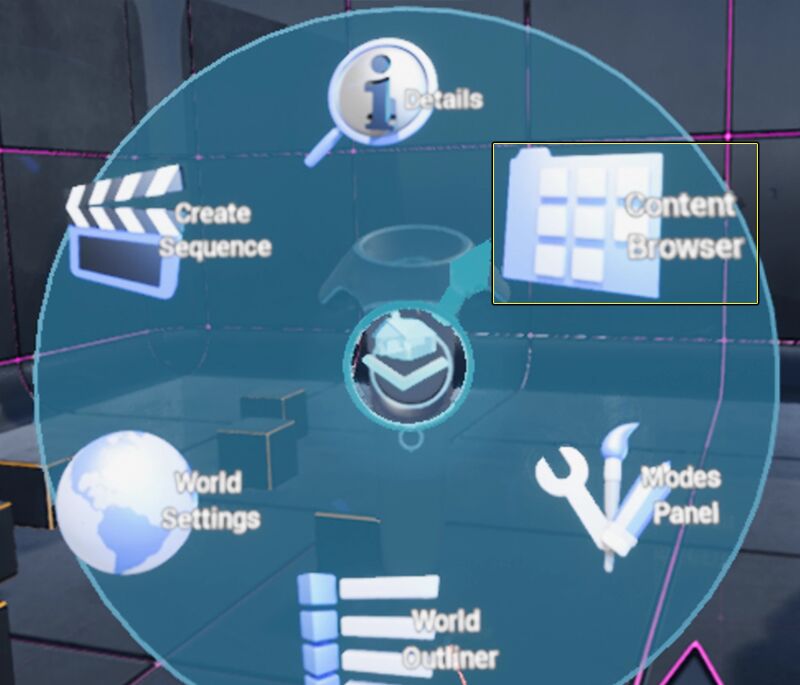 Details
Create
Sequence
Content
Browser
World
Settings
Modes
Panel
World
Outliner